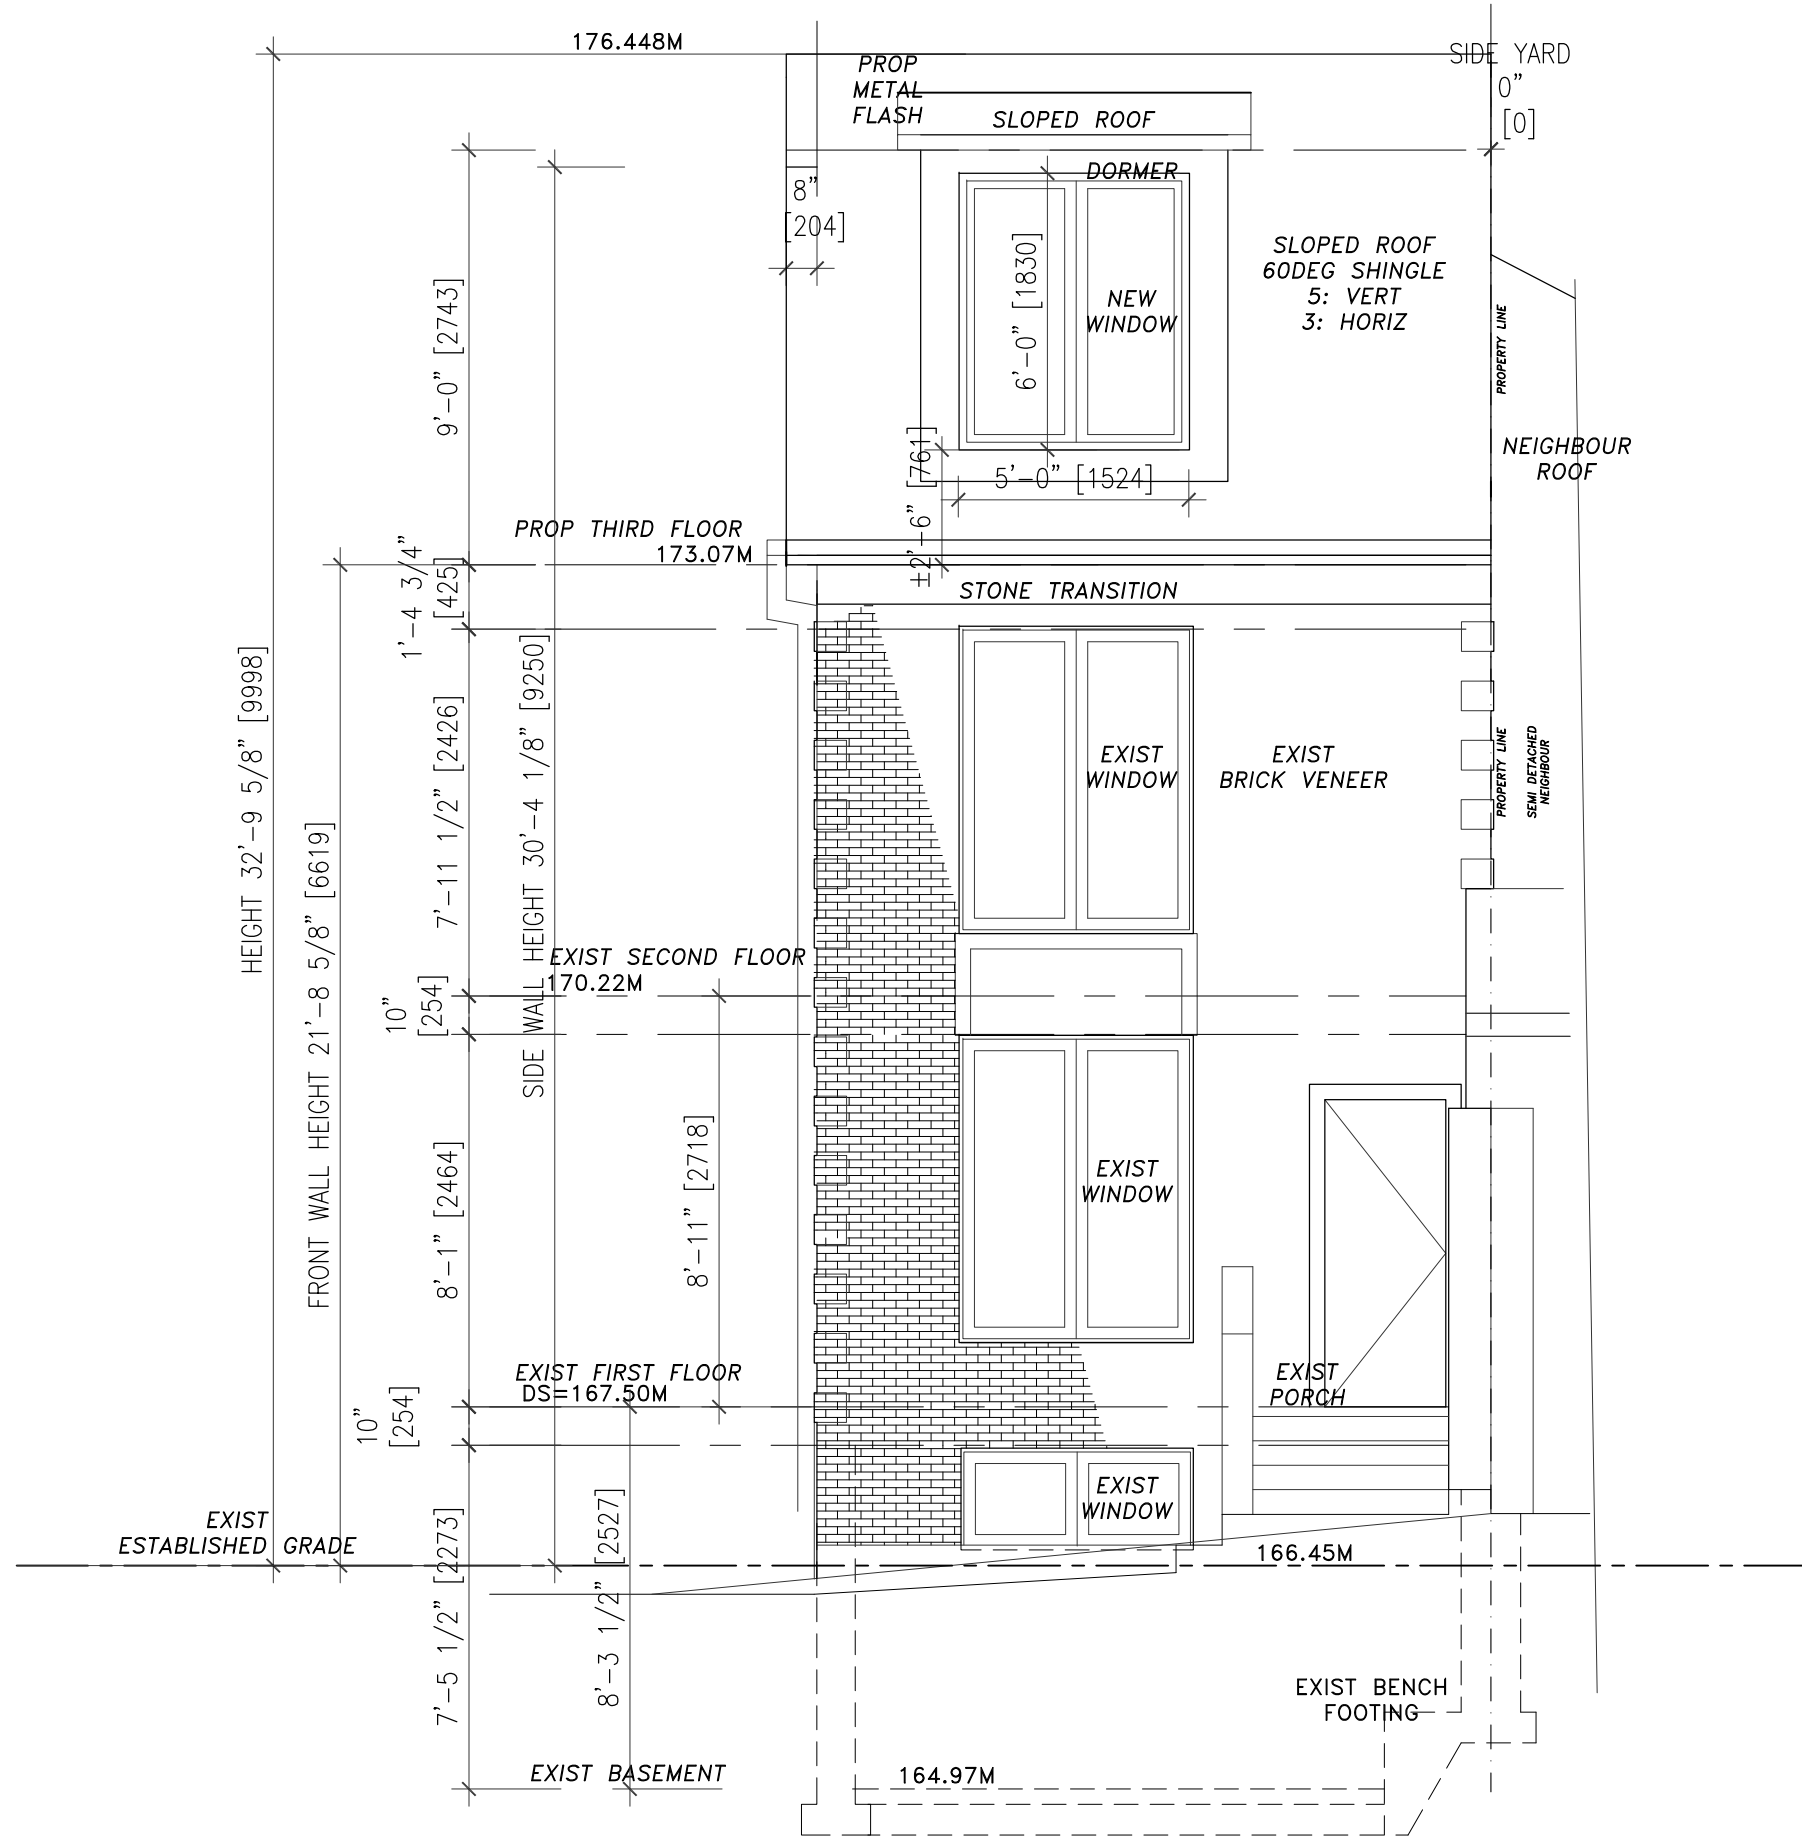 176.448M
SIDE YARD
0"
[0]
PROP
METAL
FLASH
SLOPED ROOF
DORMER
8"
[204]
SLOPED ROOF
60DEG SHINGLE
5: VERT
3: HORIZ
NEW
WINDOW
6'-0" [1830]
9'-0" [2743]
PROPERTY LINE
NEIGHBOUR
ROOF
5'-0" [1524]
±2'-6" [761]
PROP THIRD FLOOR
173.07M
1'-4 3/4"
[425]
STONE TRANSITION
HEIGHT 32'-9 5/8" [9998]
FRONT WALL HEIGHT 21'-8 5/8" [6619]
7'-11 1/2" [2426]
SIDE WALL HEIGHT 30'-4 1/8" [9250]
EXIST
WINDOW
EXIST
BRICK VENEER
PROPERTY LINE
SEMI DETACHED
NEIGHBOUR
EXIST SECOND FLOOR
170.22M
10"
[254]
8'-1" [2464]
8'-11" [2718]
EXIST
WINDOW
EXIST FIRST FLOOR
DS=167.50M
EXIST
PORCH
10"
[254]
EXIST
WINDOW
EXIST
ESTABLISHED GRADE
166.45M
7'-5 1/2" [2273]
8'-3 1/2" [2527]
EXIST BENCH
FOOTING
EXIST BASEMENT
164.97M